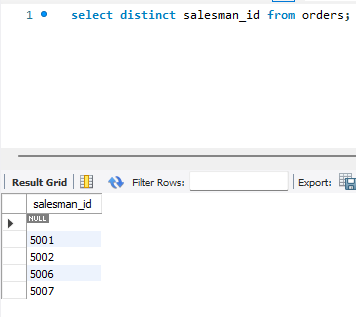 1 select distinct salesman_id from orders;
Result Grid Filter Rows: Export:
salesman_id
NULL
5001
5002
5006
5007